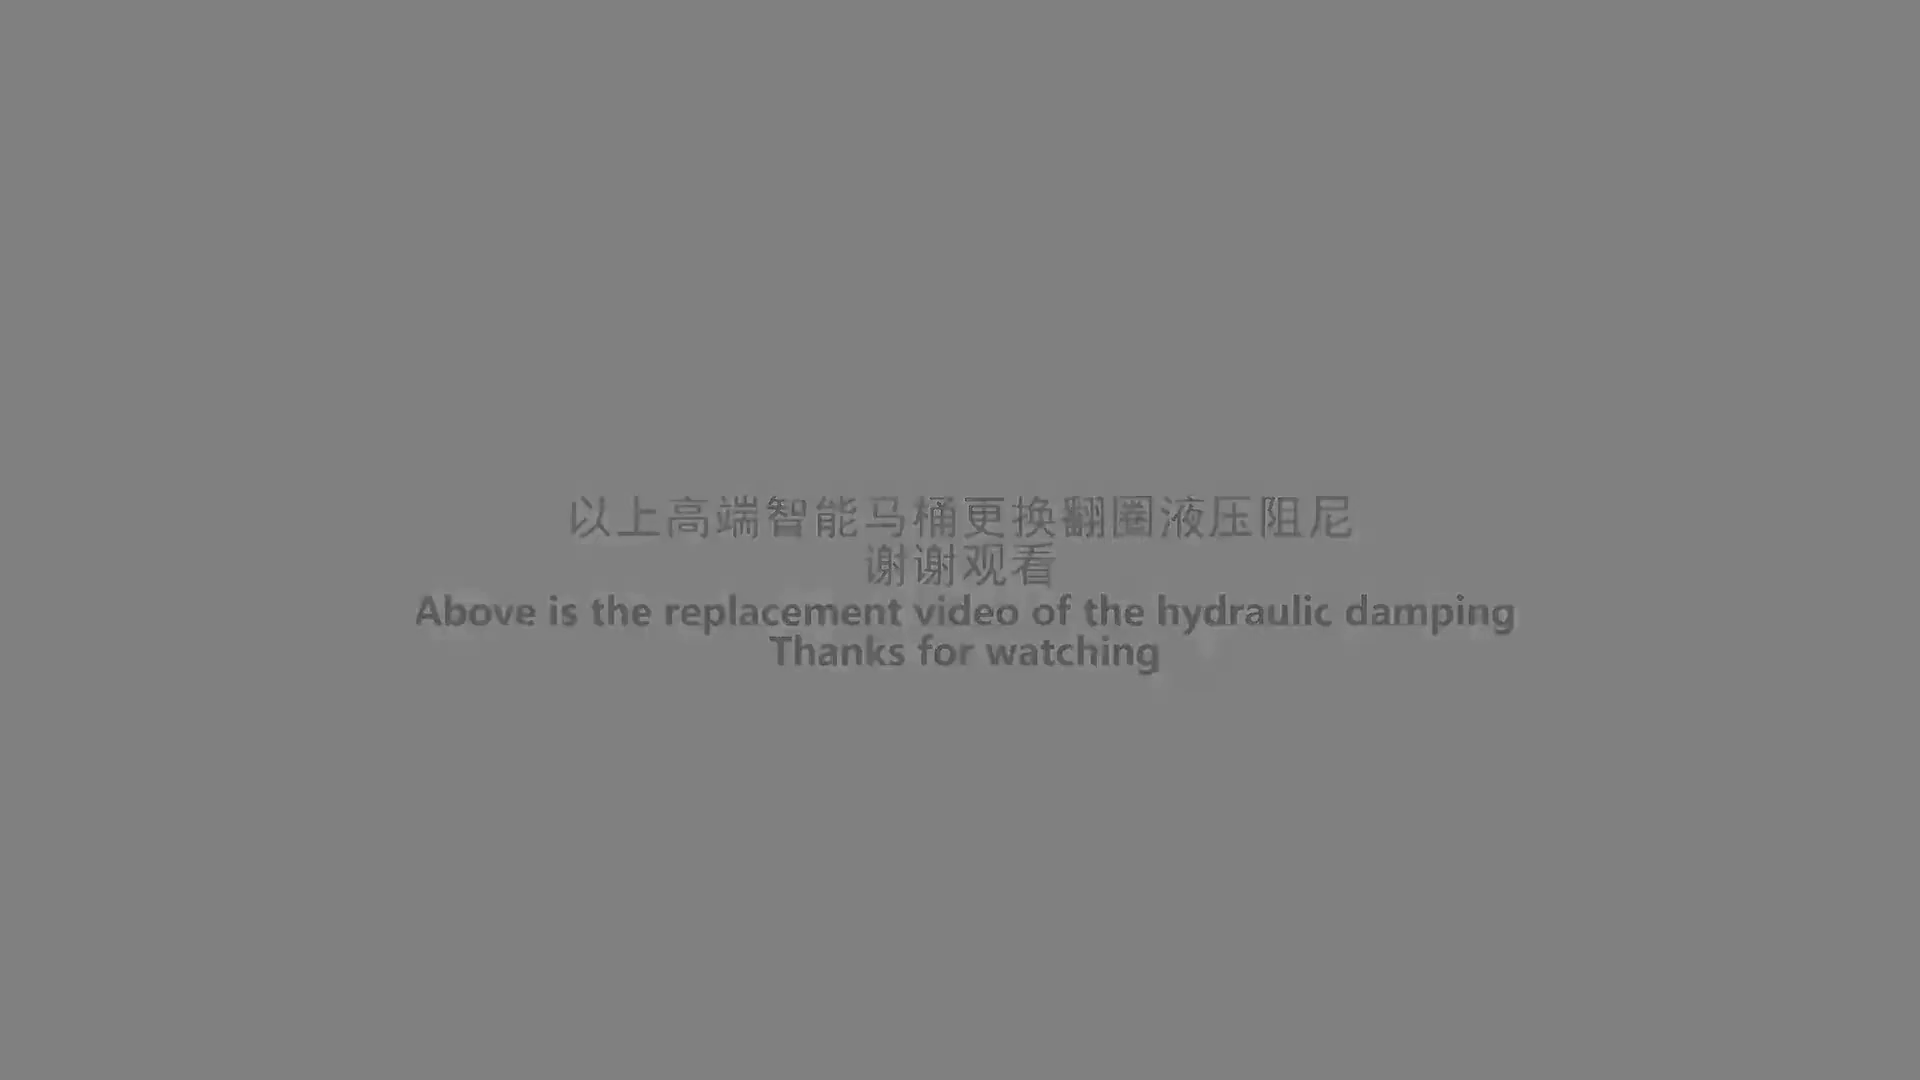 以上高端智能马桶更换翻圈液压阻尼
谢谢观看
Above is the replacement video of the hydraulic damping
Thanks for watching